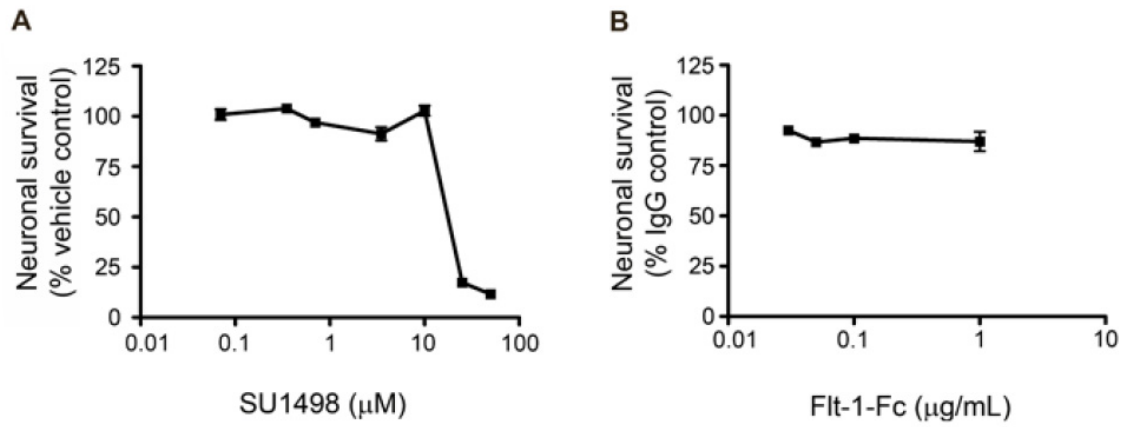 A
Neuronal survival
(% vehicle control)
125
100
75
50
25
0
0.01 0.1 1 10 100
SU1498 (μM)
B
Neuronal survival
(% IgG control)
125
100
75
50
25
0
0.01 0.1 1 10
Flt-1-Fc (μg/mL)